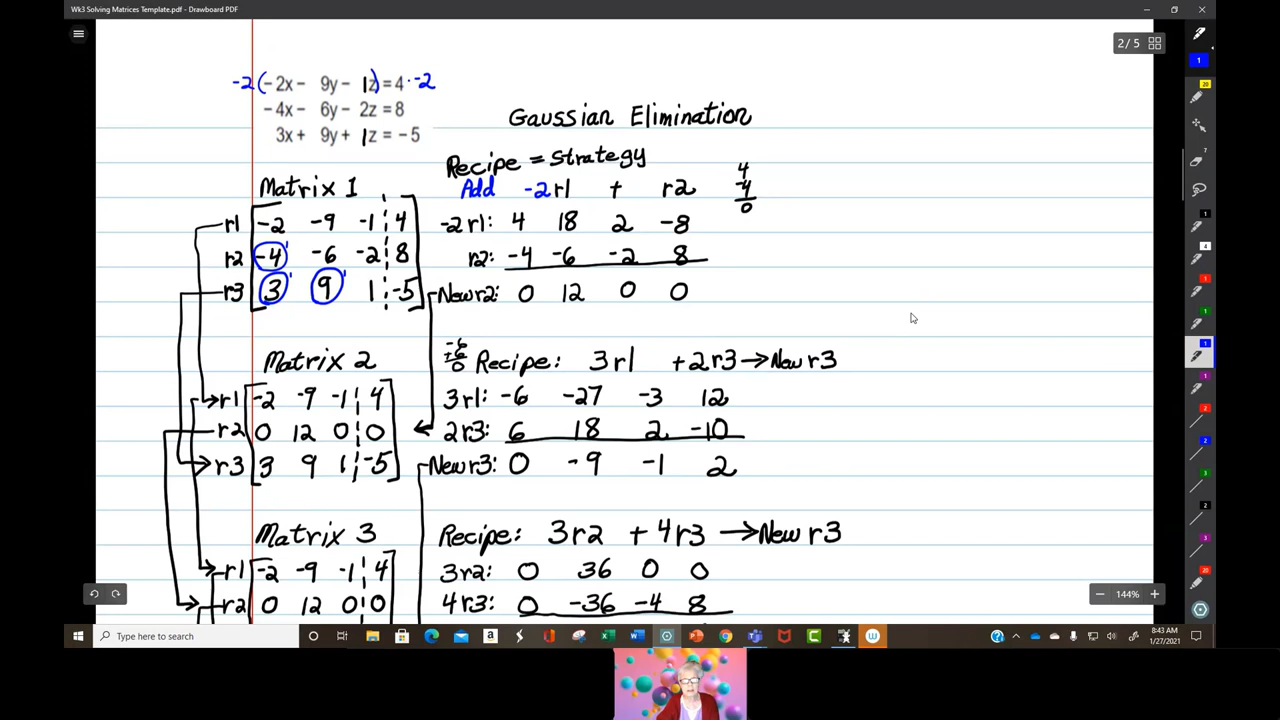 Wk3 Solving Matrices Template.pdf - Drawboard PDF
2 / 5
-2(-2x - 9y - 1z) = 4 · -2
-4x - 6y - 2z = 8
3x + 9y + 1z = -5
Gaussian Elimination
Recipe = strategy
Add -2r1 + r2
4
-4
0
Matrix 1
r1 -2 -9 -1 4
r2 -4 -6 -2 8
r3 3 9 1 -5
-2r1: 4 18 2 -8
r2: -4 -6 -2 8
New r2: 0 12 0 0
Matrix 2
r1 -2 -9 -1 4
r2 0 12 0 0
r3 3 9 1 -5
-6
+6
0
Recipe: 3r1 + 2r3 → New r3
3r1: -6 -27 -3 12
2r3: 6 18 2 -10
New r3: 0 -9 -1 2
Matrix 3
r1 -2 -9 -1 4
r2 0 12 0 0
Recipe: 3r2 + 4r3 → New r3
3r2: 0 36 0 0
4r3: 0 -36 -4 8
144%
Type here to search
8:43 AM
1/27/2021